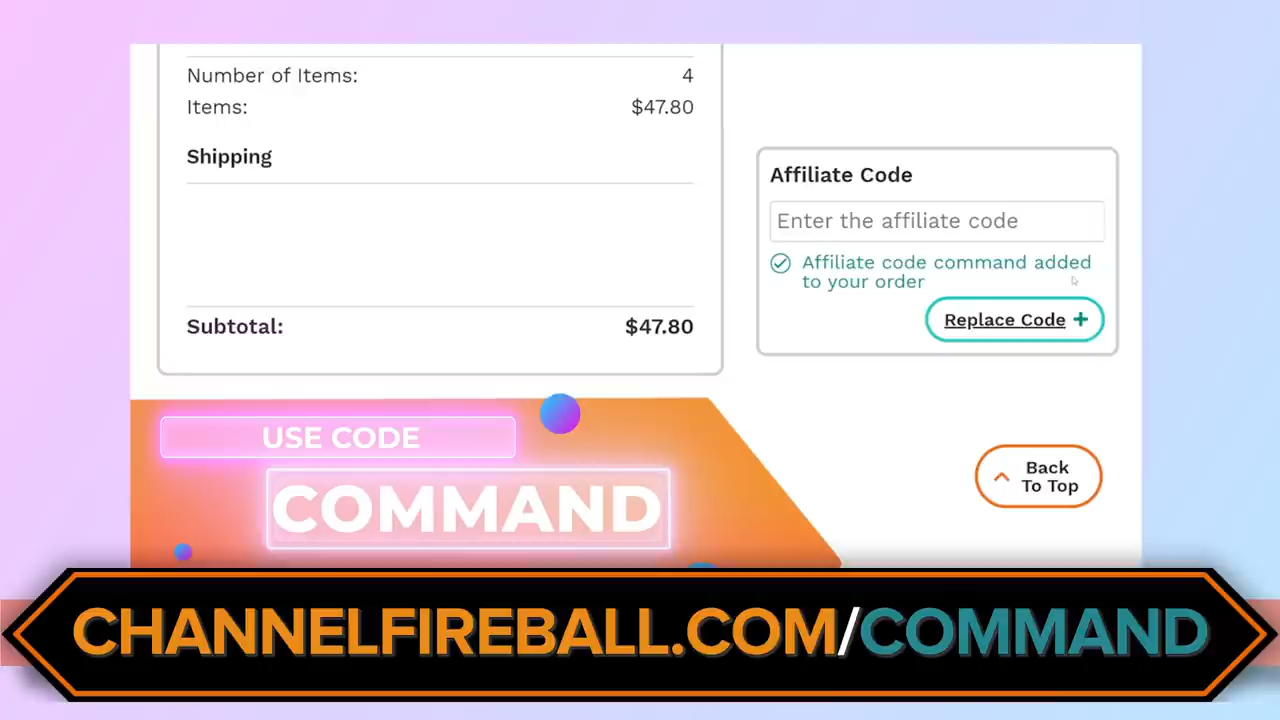 Number of Items: 4
Items: $47.80
Shipping
Subtotal: $47.80
Affiliate Code
Enter the affiliate code
Affiliate code command added
to your order
Replace Code +
USE CODE
COMMAND
Back
To Top
CHANNELFIREBALL.COM/COMMAND